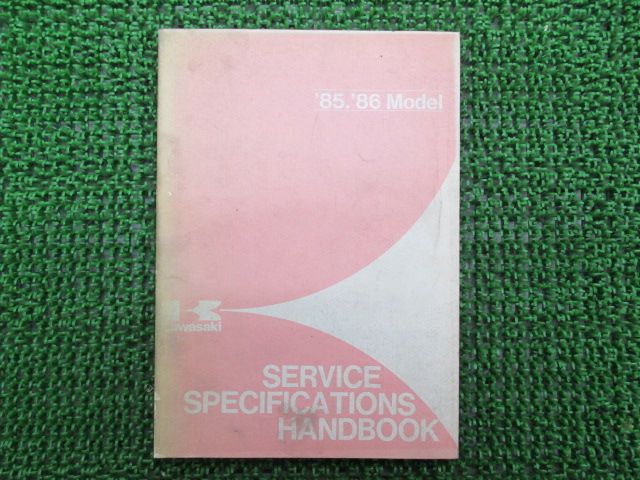 '85.'86 Model
Kawasaki
SERVICE
SPECIFICATIONS
HANDBOOK